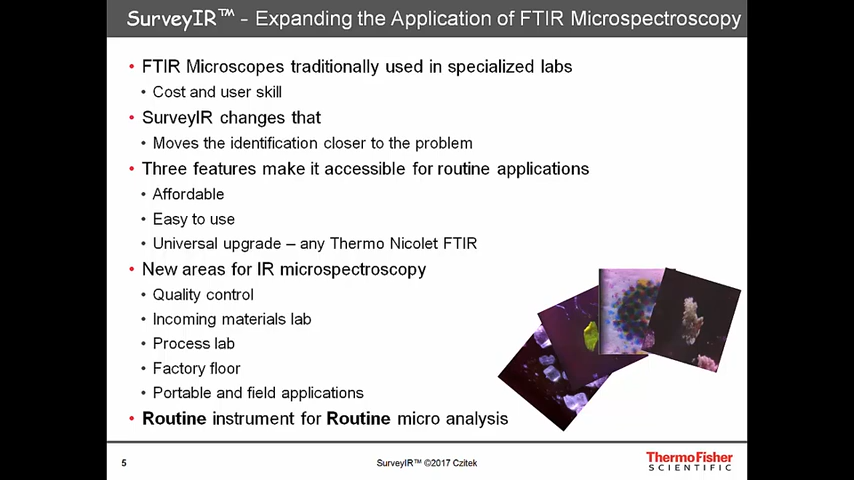 SurveyIR™ - Expanding the Application of FTIR Microspectroscopy
• FTIR Microscopes traditionally used in specialized labs
• Cost and user skill
• SurveyIR changes that
• Moves the identification closer to the problem
• Three features make it accessible for routine applications
• Affordable
• Easy to use
• Universal upgrade – any Thermo Nicolet FTIR
• New areas for IR microspectroscopy
• Quality control
• Incoming materials lab
• Process lab
• Factory floor
• Portable and field applications
• Routine instrument for Routine micro analysis
5
SurveyIR™ ©2017 Czitek
ThermoFisher
SCIENTIFIC